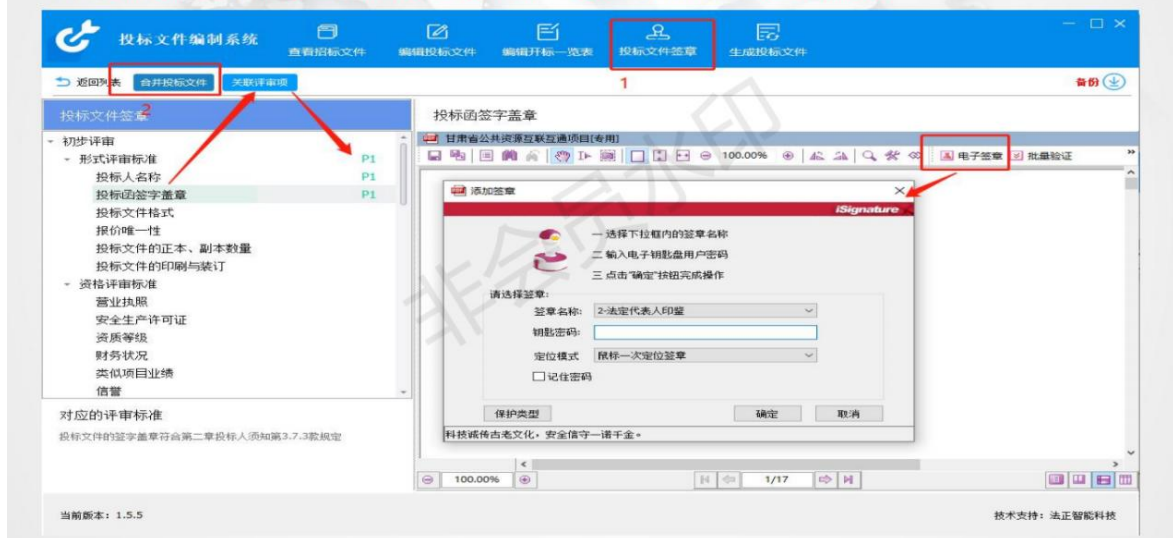 投标文件编制系统
查看招标文件
编辑投标文件
编辑开标一览表
投标文件签章
生成投标文件
1
返回列表
合并投标文件
关联评审项
备份
2
投标文件签章
初步评审
形式评审标准 P1
投标人名称 P1
投标函签字盖章 P1
投标文件格式
报价唯一性
投标文件的正本、副本数量
投标文件的印刷与装订
资格评审标准
营业执照
安全生产许可证
资质等级
财务状况
类似项目业绩
信誉
对应的评审标准
投标文件的签字盖章符合第二章投标人须知第3.7.3款规定
投标函签字盖章
甘肃省公共资源互联互通项目[专用]
100.00%
电子签章
批量验证
添加签章
iSignature
一 选择下拉框内的签章名称
二 输入电子钥匙盘用户密码
三 点击"确定"按钮完成操作
请选择签章:
签章名称: 2-法定代表人印鉴
钥匙密码:
定位模式 鼠标一次定位签章
记住密码
保护类型
确定
取消
科技诚传古老文化,安全信守一诺千金。
100.00%
1/17
当前版本: 1.5.5
技术支持: 法正智能科技
非会员水印